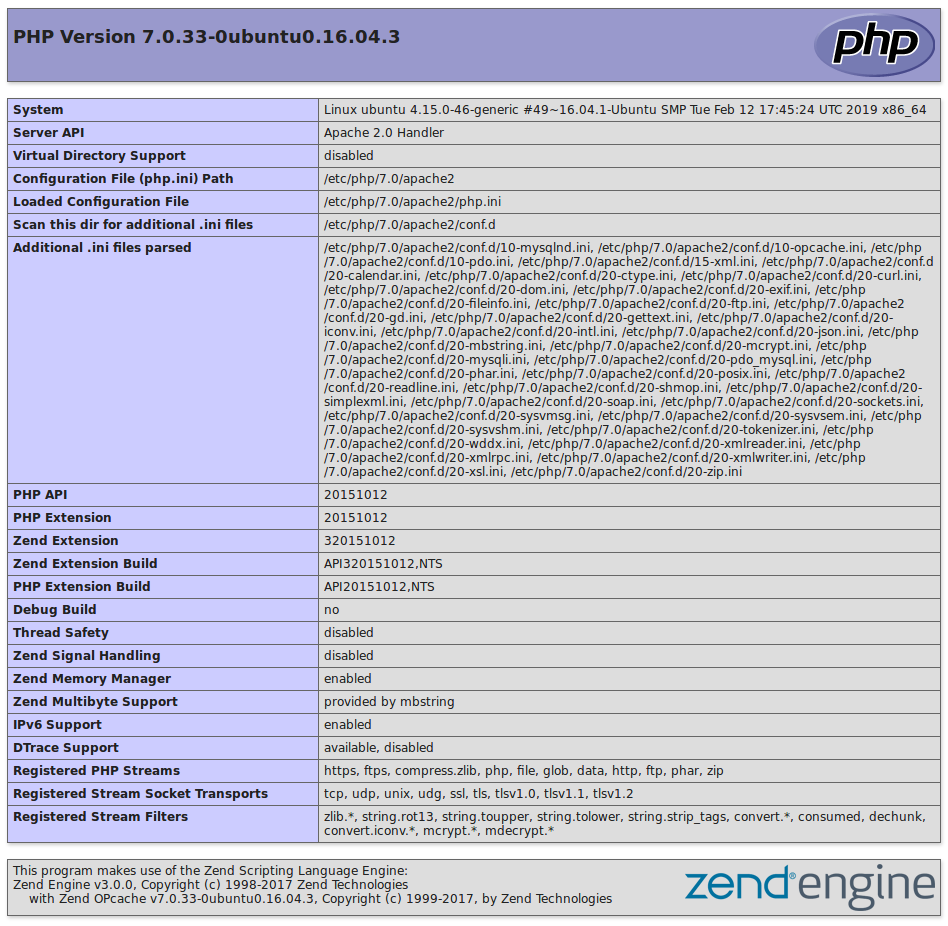 PHP Version 7.0.33-0ubuntu0.16.04.3
php
System Linux ubuntu 4.15.0-46-generic #49~16.04.1-Ubuntu SMP Tue Feb 12 17:45:24 UTC 2019 x86_64
Server API Apache 2.0 Handler
Virtual Directory Support disabled
Configuration File (php.ini) Path /etc/php/7.0/apache2
Loaded Configuration File /etc/php/7.0/apache2/php.ini
Scan this dir for additional .ini files /etc/php/7.0/apache2/conf.d
Additional .ini files parsed /etc/php/7.0/apache2/conf.d/10-mysqlnd.ini, /etc/php/7.0/apache2/conf.d/10-opcache.ini, /etc/php
/7.0/apache2/conf.d/10-pdo.ini, /etc/php/7.0/apache2/conf.d/15-xml.ini, /etc/php/7.0/apache2/conf.d
/20-calendar.ini, /etc/php/7.0/apache2/conf.d/20-ctype.ini, /etc/php/7.0/apache2/conf.d/20-curl.ini,
/etc/php/7.0/apache2/conf.d/20-dom.ini, /etc/php/7.0/apache2/conf.d/20-exif.ini, /etc/php
/7.0/apache2/conf.d/20-fileinfo.ini, /etc/php/7.0/apache2/conf.d/20-ftp.ini, /etc/php/7.0/apache2
/conf.d/20-gd.ini, /etc/php/7.0/apache2/conf.d/20-gettext.ini, /etc/php/7.0/apache2/conf.d/20-
iconv.ini, /etc/php/7.0/apache2/conf.d/20-intl.ini, /etc/php/7.0/apache2/conf.d/20-json.ini, /etc/php
/7.0/apache2/conf.d/20-mbstring.ini, /etc/php/7.0/apache2/conf.d/20-mcrypt.ini, /etc/php
/7.0/apache2/conf.d/20-mysqli.ini, /etc/php/7.0/apache2/conf.d/20-pdo_mysql.ini, /etc/php
/7.0/apache2/conf.d/20-phar.ini, /etc/php/7.0/apache2/conf.d/20-posix.ini, /etc/php/7.0/apache2
/conf.d/20-readline.ini, /etc/php/7.0/apache2/conf.d/20-shmop.ini, /etc/php/7.0/apache2/conf.d/20-
simplexml.ini, /etc/php/7.0/apache2/conf.d/20-soap.ini, /etc/php/7.0/apache2/conf.d/20-sockets.ini,
/etc/php/7.0/apache2/conf.d/20-sysvmsg.ini, /etc/php/7.0/apache2/conf.d/20-sysvsem.ini, /etc/php
/7.0/apache2/conf.d/20-sysvshm.ini, /etc/php/7.0/apache2/conf.d/20-tokenizer.ini, /etc/php
/7.0/apache2/conf.d/20-wddx.ini, /etc/php/7.0/apache2/conf.d/20-xmlreader.ini, /etc/php
/7.0/apache2/conf.d/20-xmlrpc.ini, /etc/php/7.0/apache2/conf.d/20-xmlwriter.ini, /etc/php
/7.0/apache2/conf.d/20-xsl.ini, /etc/php/7.0/apache2/conf.d/20-zip.ini
PHP API 20151012
PHP Extension 20151012
Zend Extension 320151012
Zend Extension Build API320151012,NTS
PHP Extension Build API20151012,NTS
Debug Build no
Thread Safety disabled
Zend Signal Handling disabled
Zend Memory Manager enabled
Zend Multibyte Support provided by mbstring
IPv6 Support enabled
DTrace Support available, disabled
Registered PHP Streams https, ftps, compress.zlib, php, file, glob, data, http, ftp, phar, zip
Registered Stream Socket Transports tcp, udp, unix, udg, ssl, tls, tlsv1.0, tlsv1.1, tlsv1.2
Registered Stream Filters zlib.*, string.rot13, string.toupper, string.tolower, string.strip_tags, convert.*, consumed, dechunk,
convert.iconv.*, mcrypt.*, mdecrypt.*
This program makes use of the Zend Scripting Language Engine:
Zend Engine v3.0.0, Copyright (c) 1998-2017 Zend Technologies
with Zend OPcache v7.0.33-0ubuntu0.16.04.3, Copyright (c) 1999-2017, by Zend Technologies
zend®engine